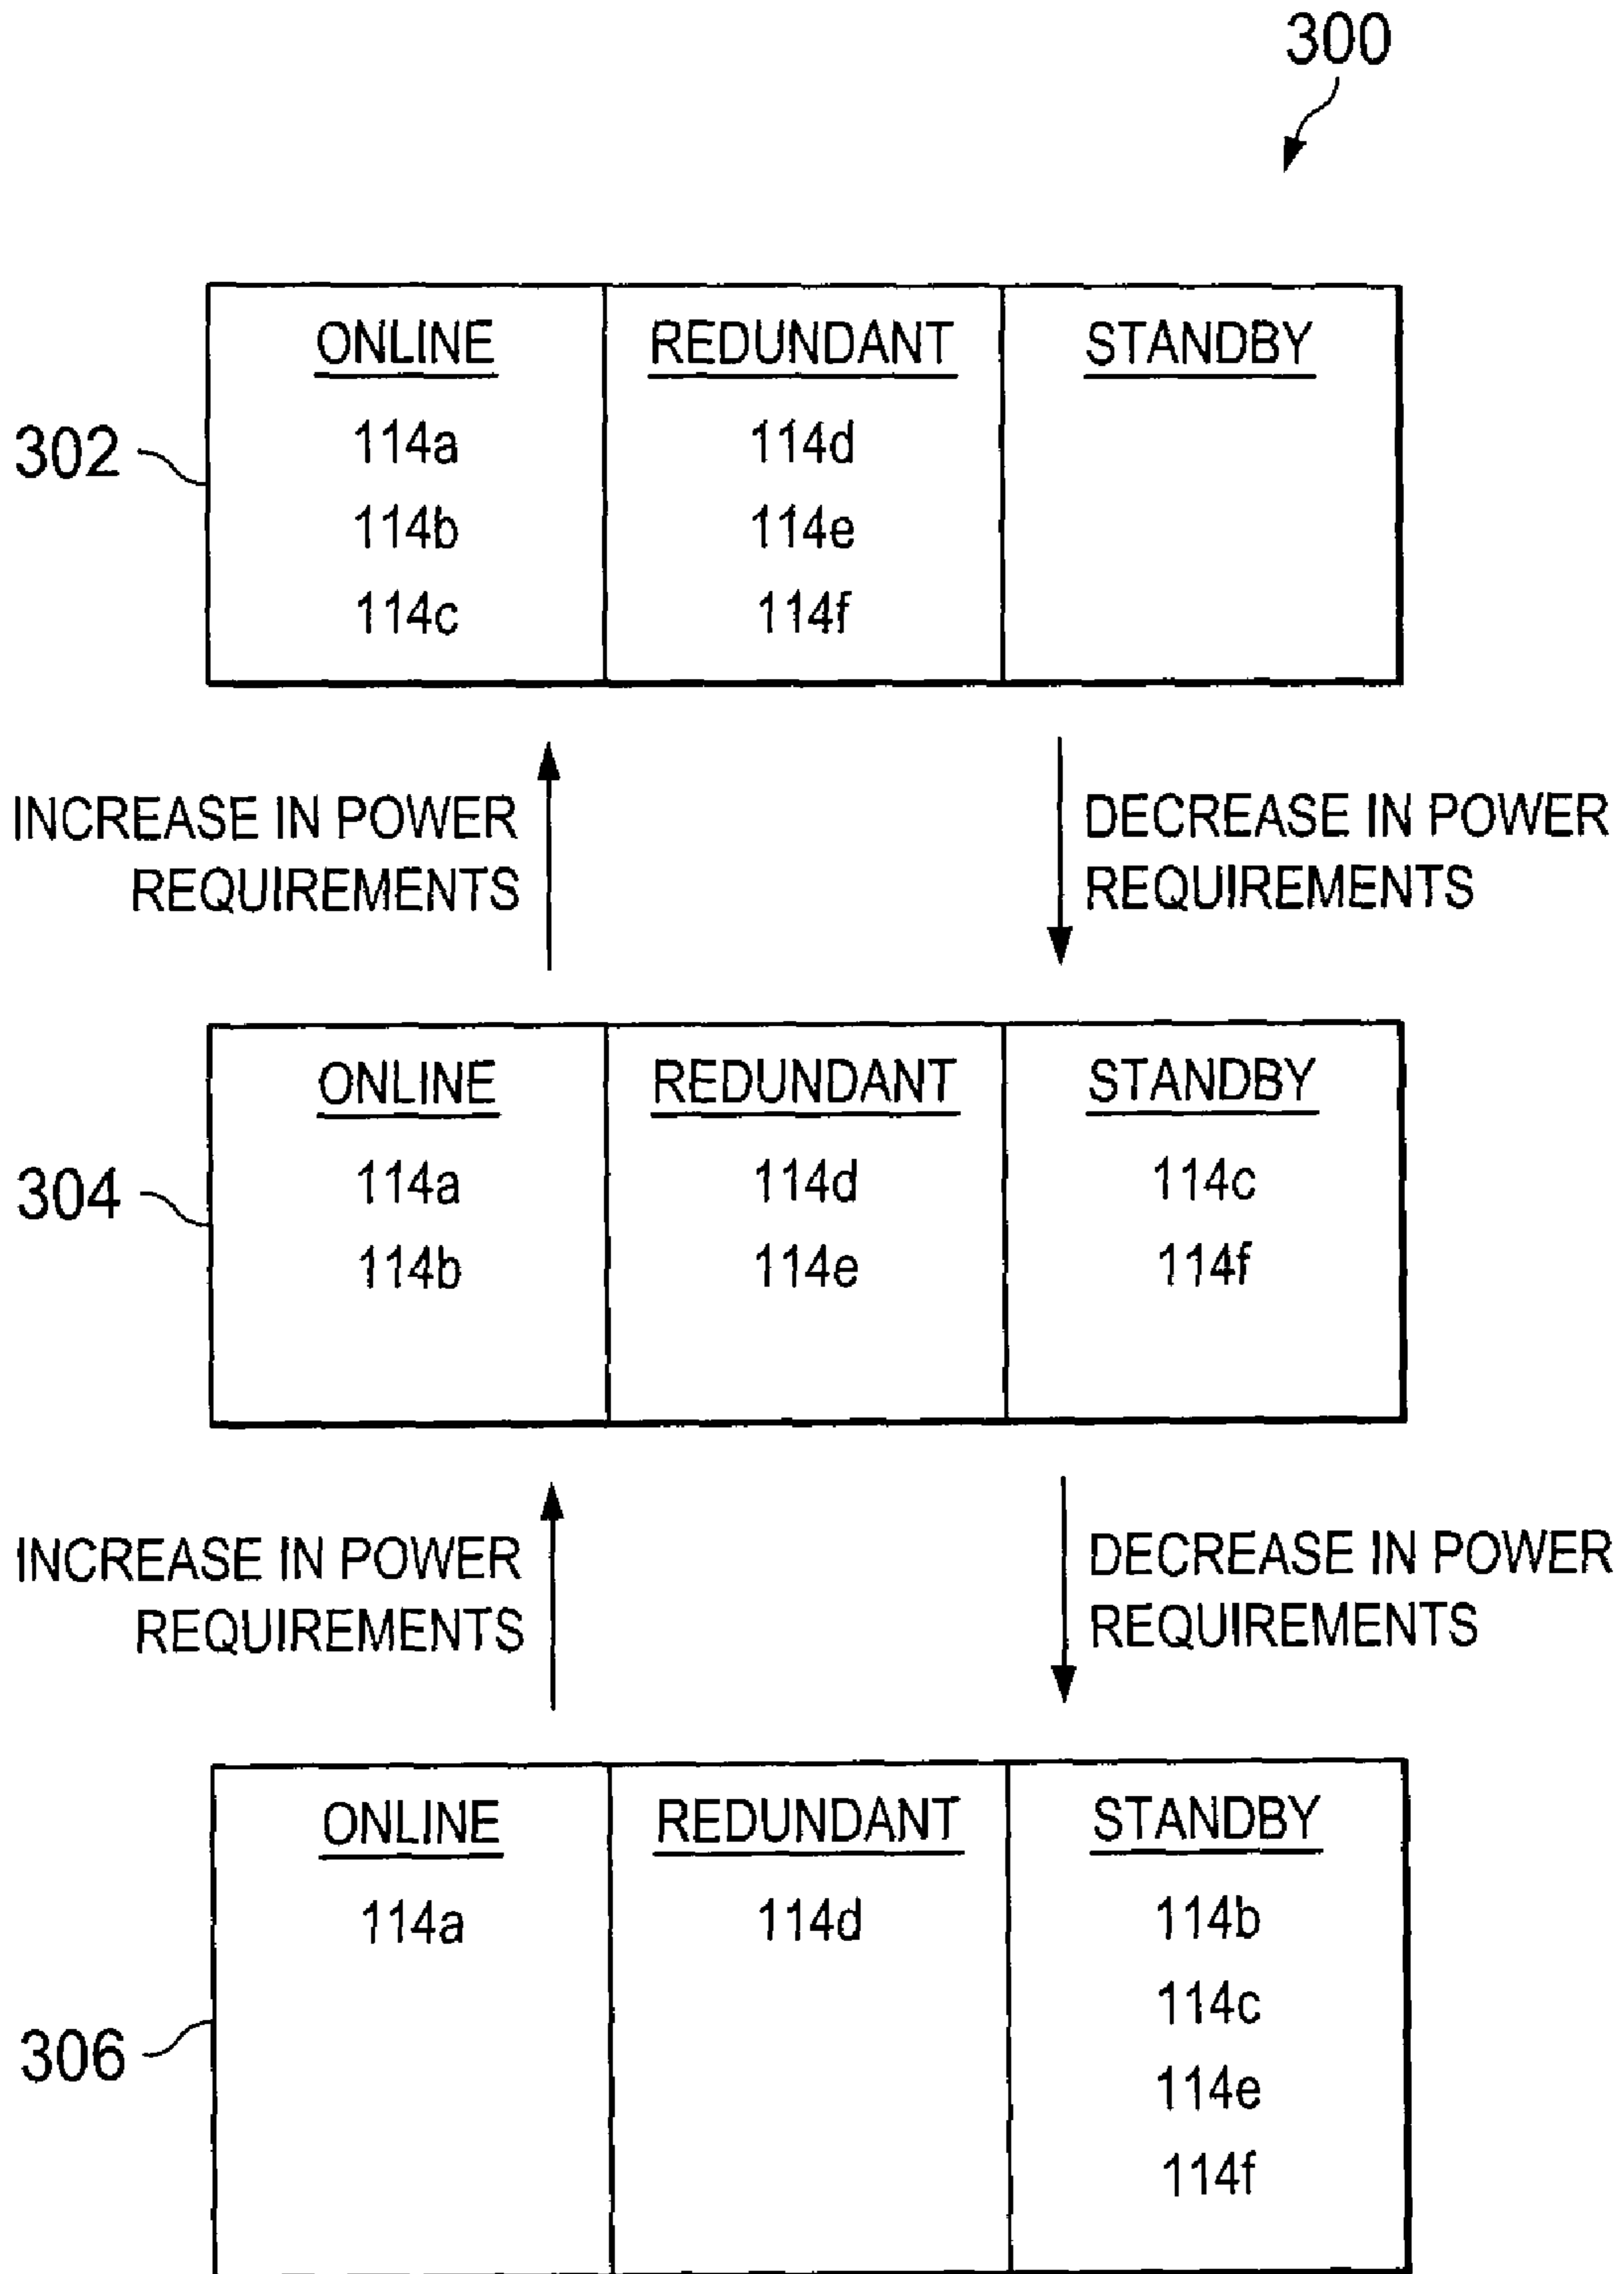 300
302
ONLINE REDUNDANT STANDBY
114a 114d
114b 114e
114c 114f
INCREASE IN POWER
REQUIREMENTS
DECREASE IN POWER
REQUIREMENTS
304
ONLINE REDUNDANT STANDBY
114a 114d 114c
114b 114e 114f
INCREASE IN POWER
REQUIREMENTS
DECREASE IN POWER
REQUIREMENTS
306
ONLINE REDUNDANT STANDBY
114a 114d 114b
114c
114e
114f